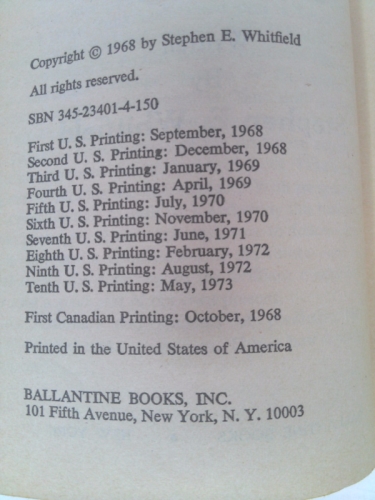 Copyright © 1968 by Stephen E. Whitfield
All rights reserved.
SBN 345-23401-4-150
First U. S. Printing: September, 1968
Second U. S. Printing: December, 1968
Third U. S. Printing: January, 1969
Fourth U. S. Printing: April, 1969
Fifth U. S. Printing: July, 1970
Sixth U. S. Printing: November, 1970
Seventh U. S. Printing: June, 1971
Eighth U. S. Printing: February, 1972
Ninth U. S. Printing: August, 1972
Tenth U. S. Printing: May, 1973
First Canadian Printing: October, 1968
Printed in the United States of America
BALLANTINE BOOKS, INC.
101 Fifth Avenue, New York, N. Y. 10003